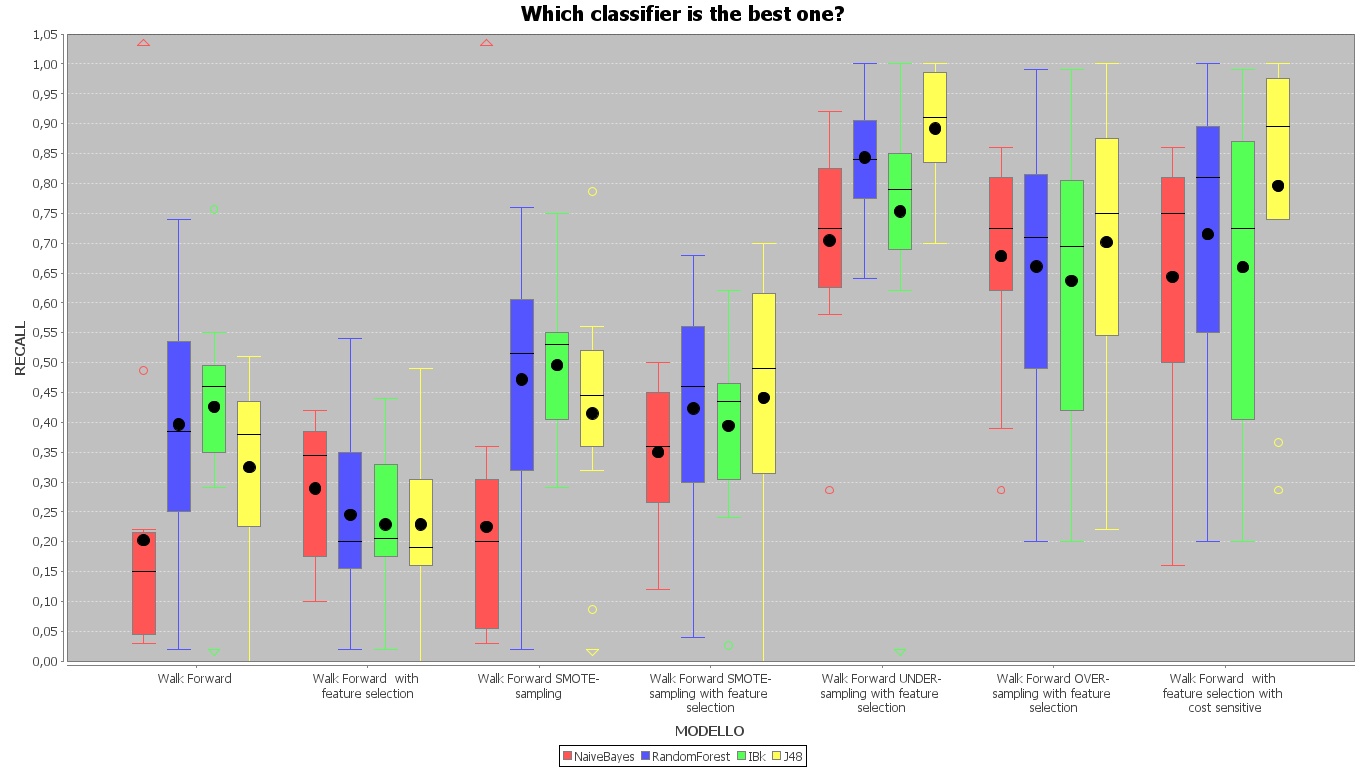 Which classifier is the best one?
1,05
1,00
0,95
0,90
0,85
0,80
0,75
0,70
0,65
0,60
0,55
0,50
0,45
0,40
0,35
0,30
0,25
0,20
0,15
0,10
0,05
0,00
RECALL
Walk Forward
Walk Forward with
feature selection
Walk Forward SMOTE-
sampling
Walk Forward SMOTE-
sampling with feature
selection
Walk Forward UNDER-
sampling with feature
selection
Walk Forward OVER-
sampling with feature
selection
Walk Forward with
feature selection with
cost sensitive
MODELLO
NaiveBayes RandomForest IBk J48